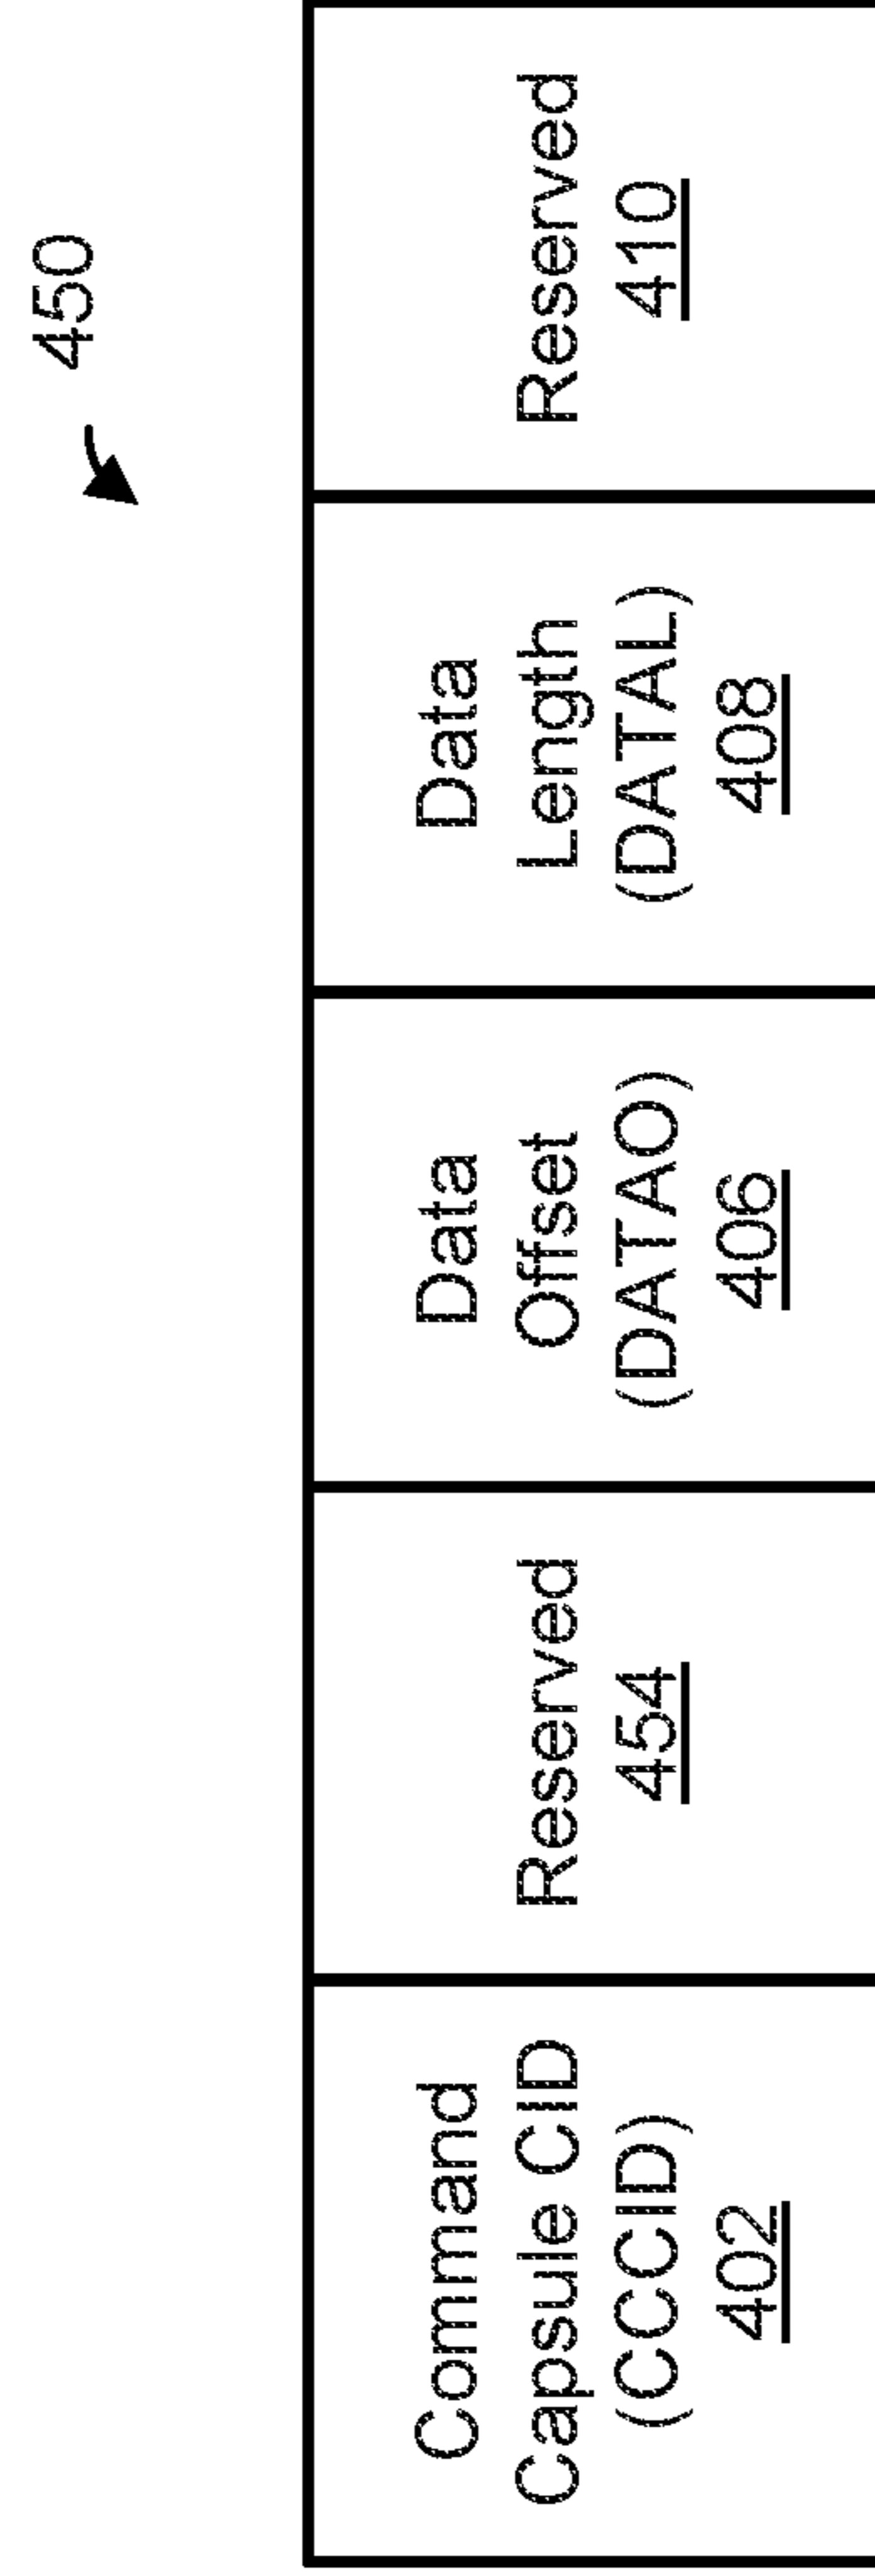 450
Command
Capsule CID
(CCCID)
402
Reserved
454
Data
Offset
(DATAO)
406
Data
Length
(DATAL)
408
Reserved
410